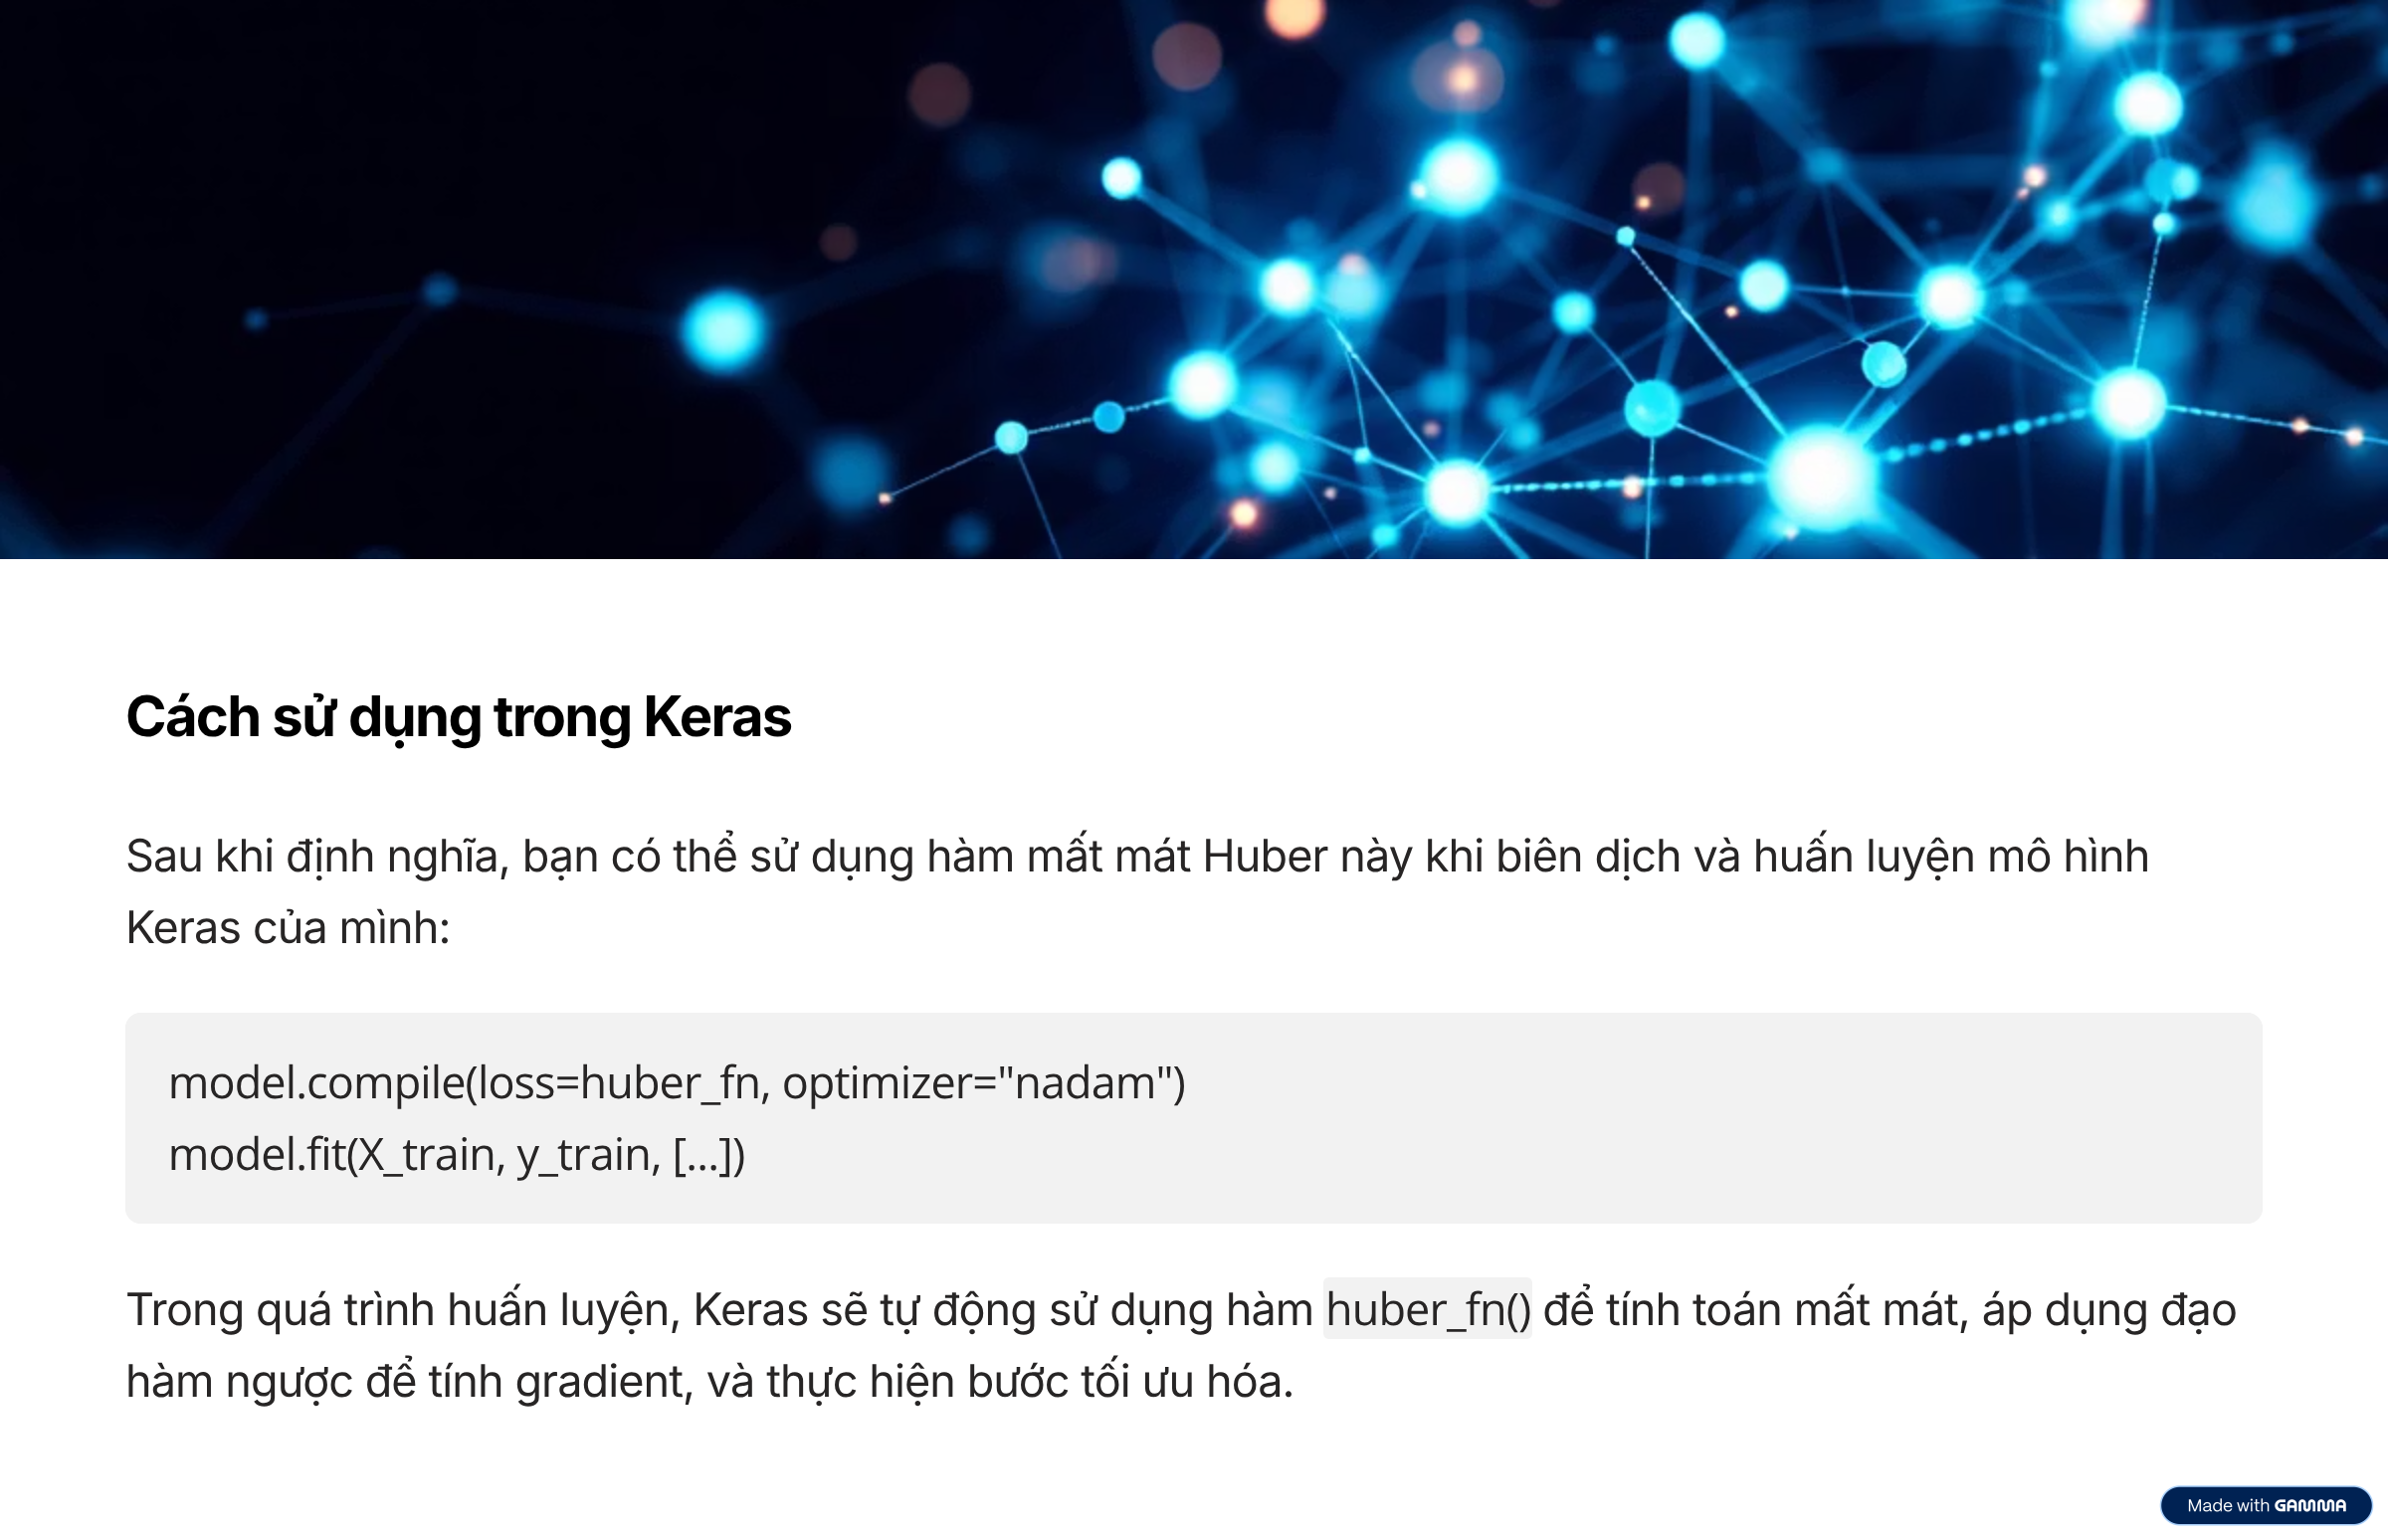 Cách sử dụng trong Keras
Sau khi định nghĩa, bạn có thể sử dụng hàm mất mát Huber này khi biên dịch và huấn luyện mô hình
Keras của mình:
model.compile(loss=huber_fn, optimizer="nadam")
model.fit(X_train, y_train, [...])
Trong quá trình huấn luyện, Keras sẽ tự động sử dụng hàm huber_fn() để tính toán mất mát, áp dụng đạo
hàm ngược để tính gradient, và thực hiện bước tối ưu hóa.
Made with GAMMA